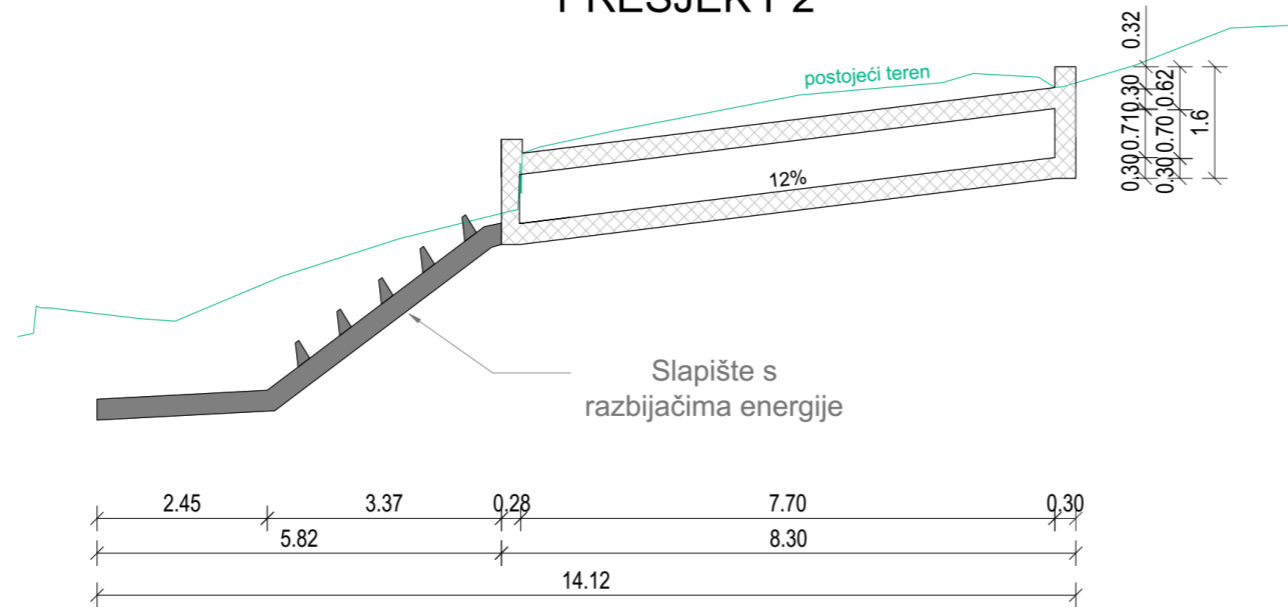 PRESJEK
postojeći teren
12%
0.32
0.30
0.71
0.30
0.62
0.70
0.30
1.6
Slapište s
razbijačima energije
2.45 3.37 0.28 7.70 0.30
5.82 8.30
14.12